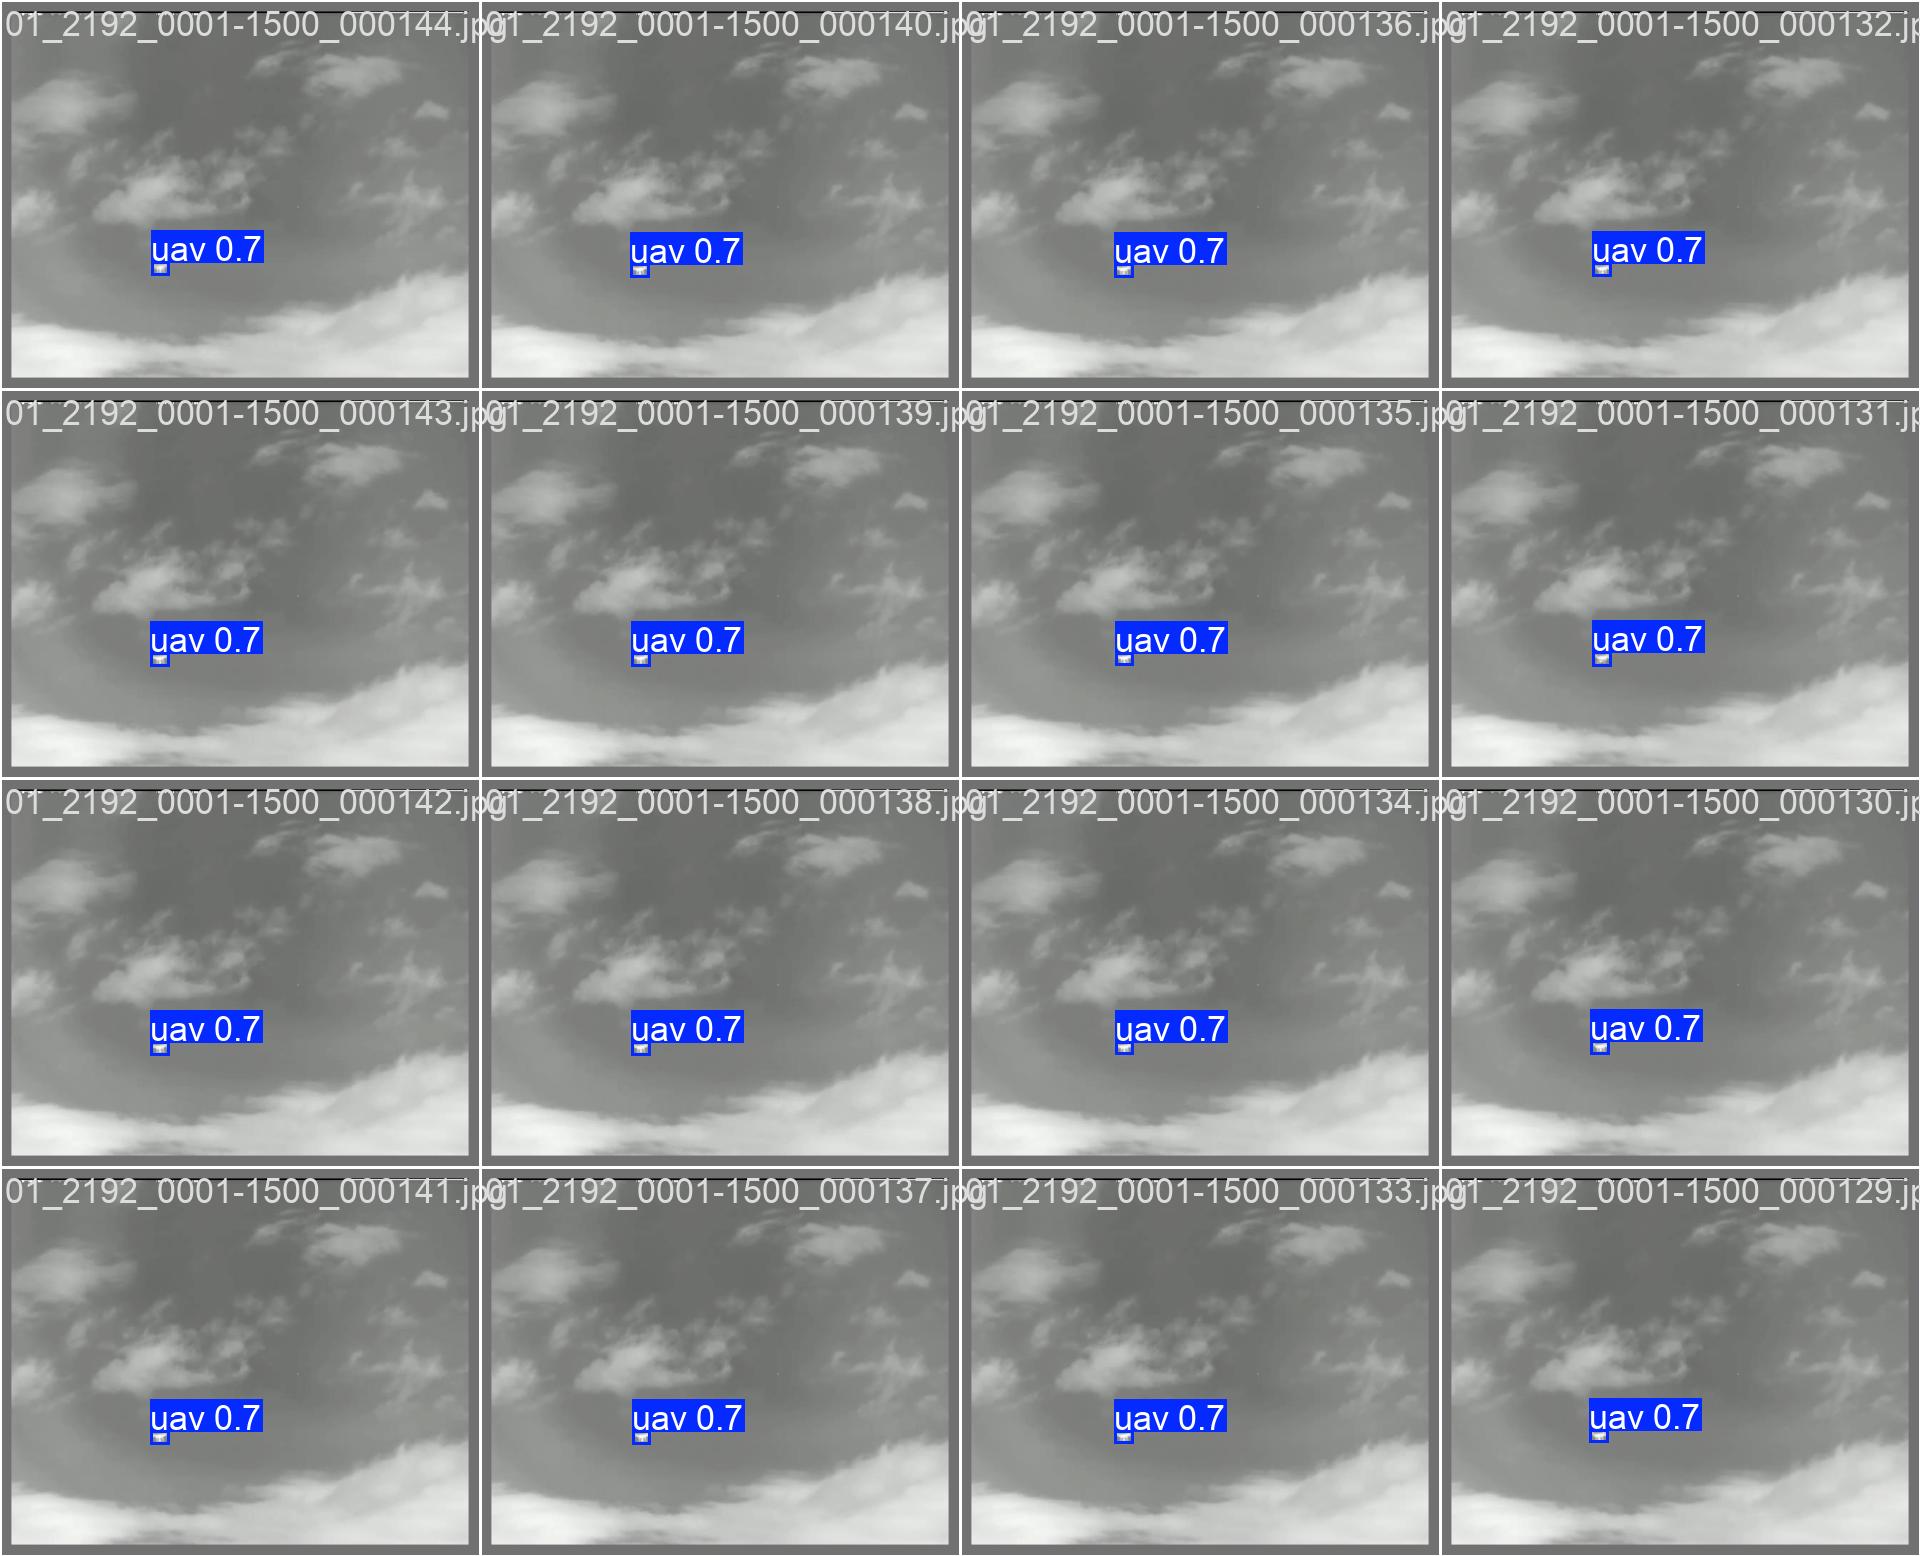 01_2192_0001-1500_000144.jpg
01_2192_0001-1500_000140.jpg
01_2192_0001-1500_000136.jpg
01_2192_0001-1500_000132.jp
uav 0.7
uav 0.7
uav 0.7
uav 0.7
01_2192_0001-1500_000143.jpg
01_2192_0001-1500_000139.jpg
01_2192_0001-1500_000135.jpg
01_2192_0001-1500_000131.jp
uav 0.7
uav 0.7
uav 0.7
uav 0.7
01_2192_0001-1500_000142.jpg
01_2192_0001-1500_000138.jpg
01_2192_0001-1500_000134.jpg
01_2192_0001-1500_000130.jp
uav 0.7
uav 0.7
uav 0.7
uav 0.7
01_2192_0001-1500_000141.jpg
01_2192_0001-1500_000137.jpg
01_2192_0001-1500_000133.jpg
01_2192_0001-1500_000129.jp
uav 0.7
uav 0.7
uav 0.7
uav 0.7